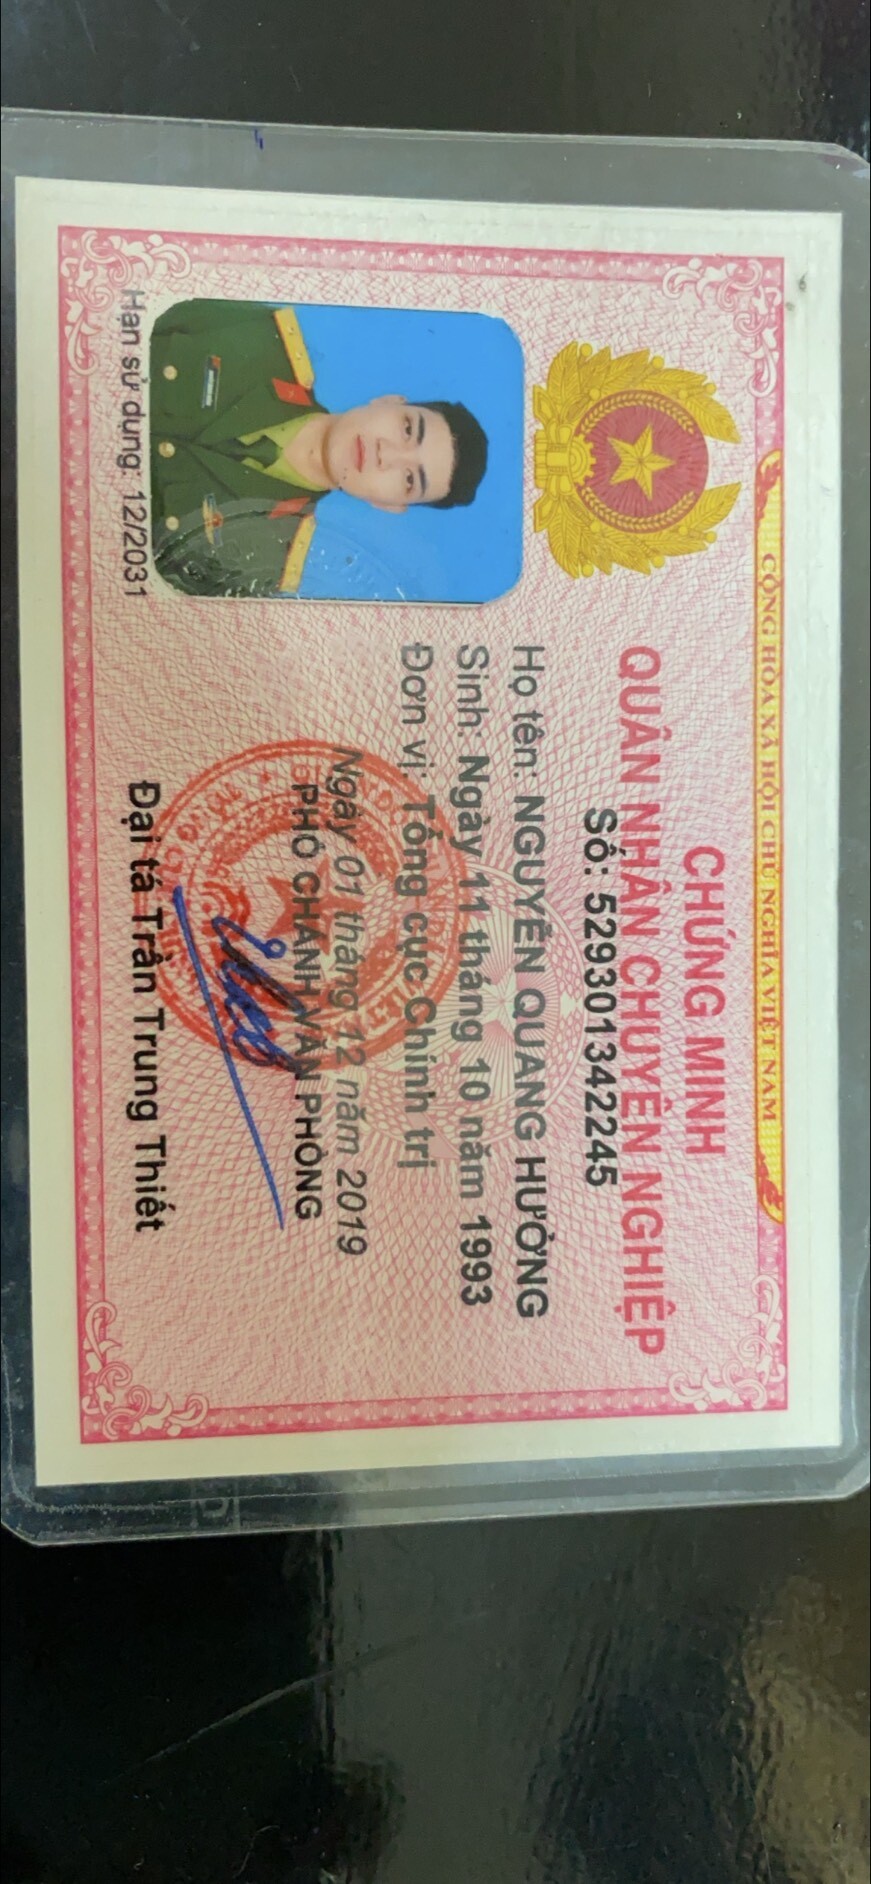 CỘNG HÒA XÃ HỘI CHỦ NGHĨA VIỆT NAM
CHỨNG MINH
QUÂN NHÂN CHUYÊN NGHIỆP
Số: 529301342245
Họ tên: NGUYỄN QUANG HƯỞNG
Sinh: Ngày 11 tháng 10 năm 1993
Đơn vị: Tổng cục Chính trị
Ngày 01 tháng 12 năm 2019
PHÓ CHÁNH VĂN PHÒNG
Đại tá Trần Trung Thiết
Hạn sử dụng: 12/2031